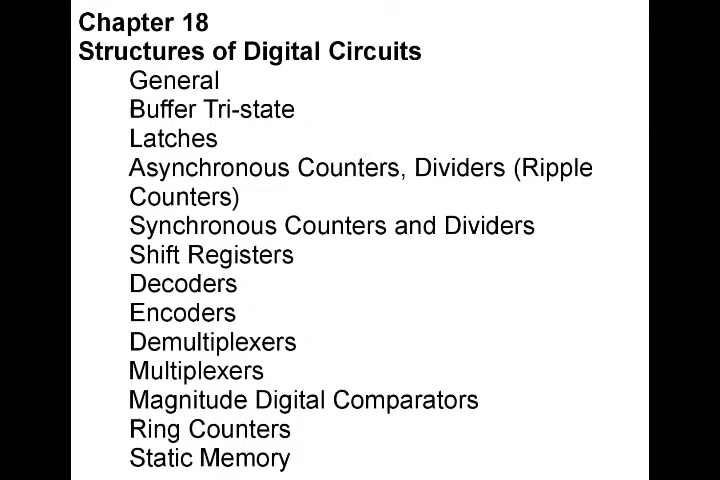 Chapter 18
Structures of Digital Circuits
General
Buffer Tri-state
Latches
Asynchronous Counters, Dividers (Ripple
Counters)
Synchronous Counters and Dividers
Shift Registers
Decoders
Encoders
Demultiplexers
Multiplexers
Magnitude Digital Comparators
Ring Counters
Static Memory